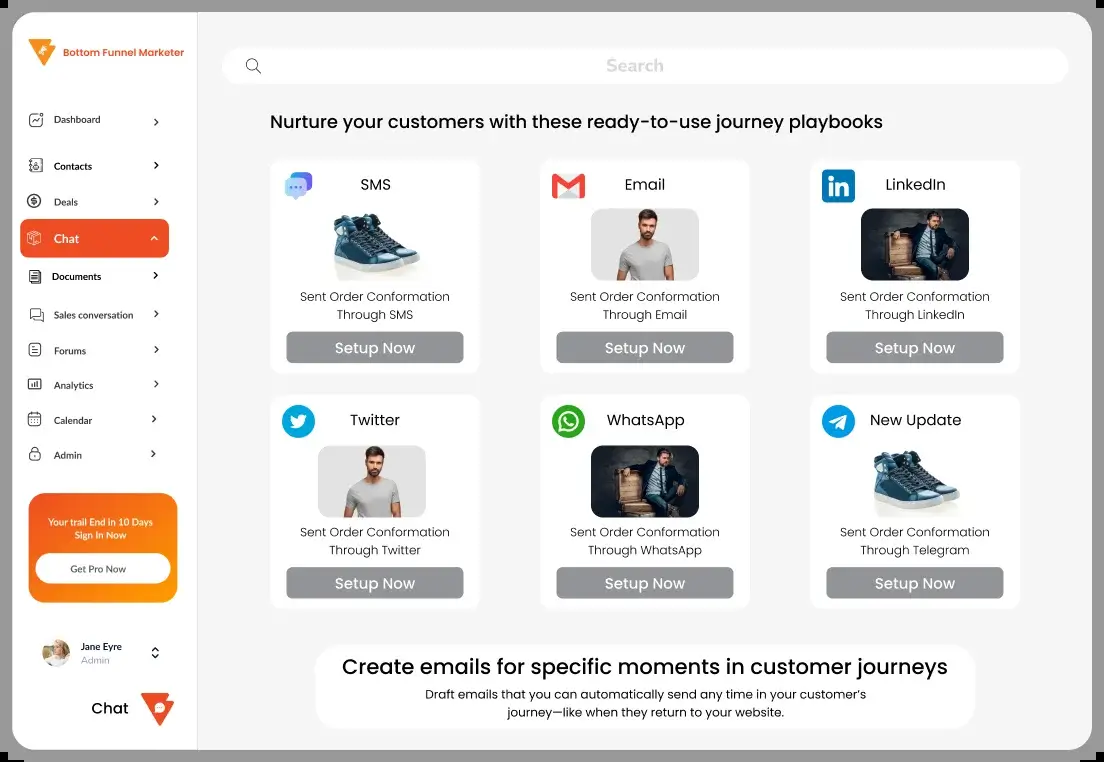 Bottom Funnel Marketer
Dashboard
Contacts
Deals
Chat
Documents
Sales conversation
Forums
Analytics
Calendar
Admin
Your trail End in 10 Days
Sign In Now
Get Pro Now
Jane Eyre
Admin
Chat
Search
Nurture your customers with these ready-to-use journey playbooks
SMS
Sent Order Conformation
Through SMS
Setup Now
Email
Sent Order Conformation
Through Email
Setup Now
LinkedIn
in
Sent Order Conformation
Through LinkedIn
Setup Now
Twitter
Sent Order Conformation
Through Twitter
Setup Now
WhatsApp
Sent Order Conformation
Through WhatsApp
Setup Now
New Update
Sent Order Conformation
Through Telegram
Setup Now
Create emails for specific moments in customer journeys
Draft emails that you can automatically send any time in your customer’s
journey—like when they return to your website.